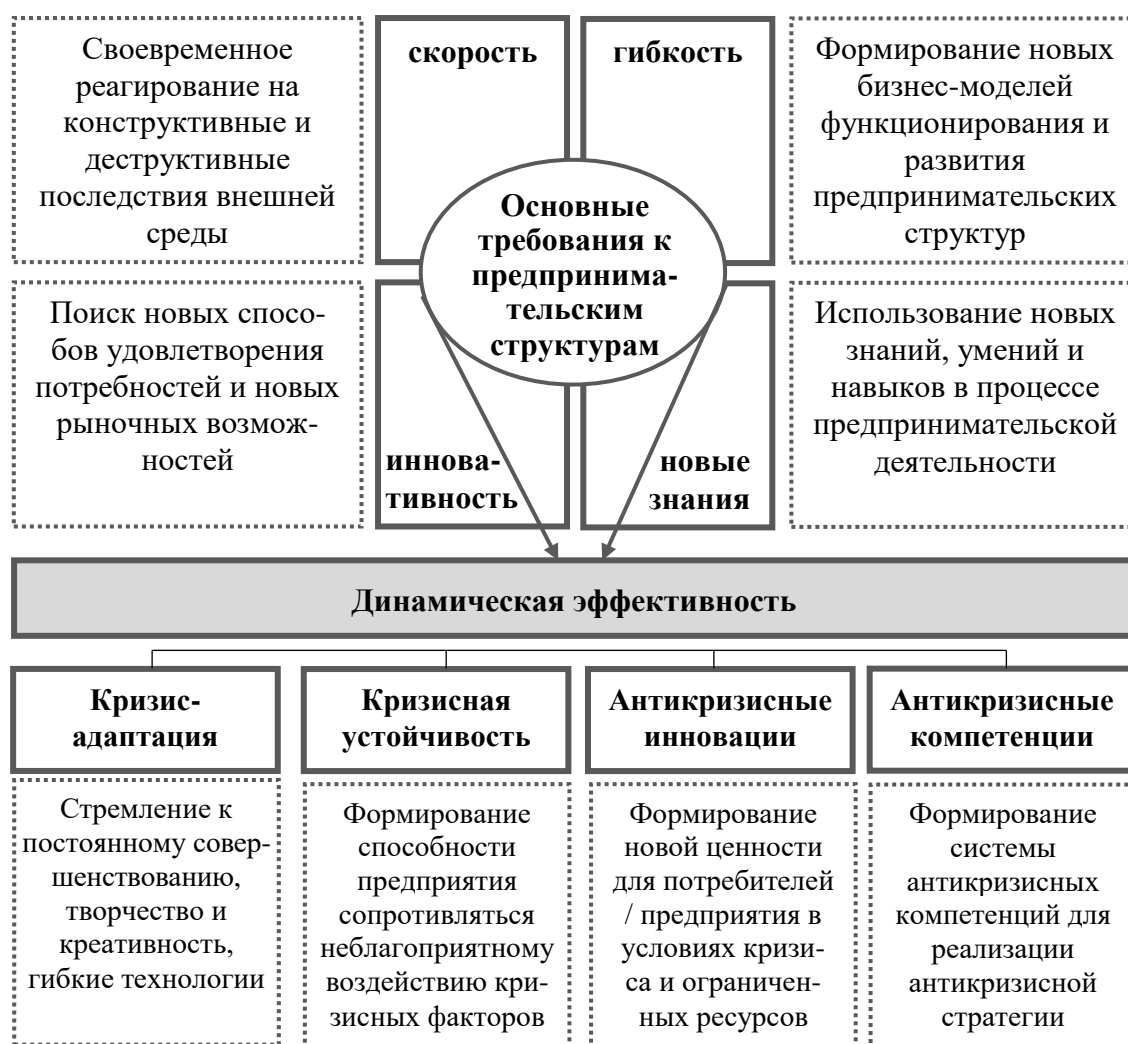 Своевременное
реагирование на
конструктивные и
деструктивные
последствия внешней
среды
скорость
гибкость
Формирование новых
бизнес-моделей
функционирования и
развития
предпринимательских
структур
Основные
требования к
предпринима-
тельским
структурам
Поиск новых спосо-
бов удовлетворения
потребностей и новых
рыночных возмож-
ностей
иннова-
тивность
новые
знания
Использование новых
знаний, умений и
навыков в процессе
предпринимательской
деятельности
Динамическая эффективность
Кризис-
адаптация
Кризисная
устойчивость
Антикризисные
инновации
Антикризисные
компетенции
Стремление к
постоянному совер-
шенствованию,
творчество и
креативность,
гибкие технологии
Формирование
способности
предприятия
сопротивляться
неблагоприятному
воздействию кри-
зисных факторов
Формирование
новой ценности
для потребителей
/ предприятия в
условиях кризи-
са и ограничен-
ных ресурсов
Формирование
системы
антикризисных
компетенций для
реализации
антикризисной
стратегии